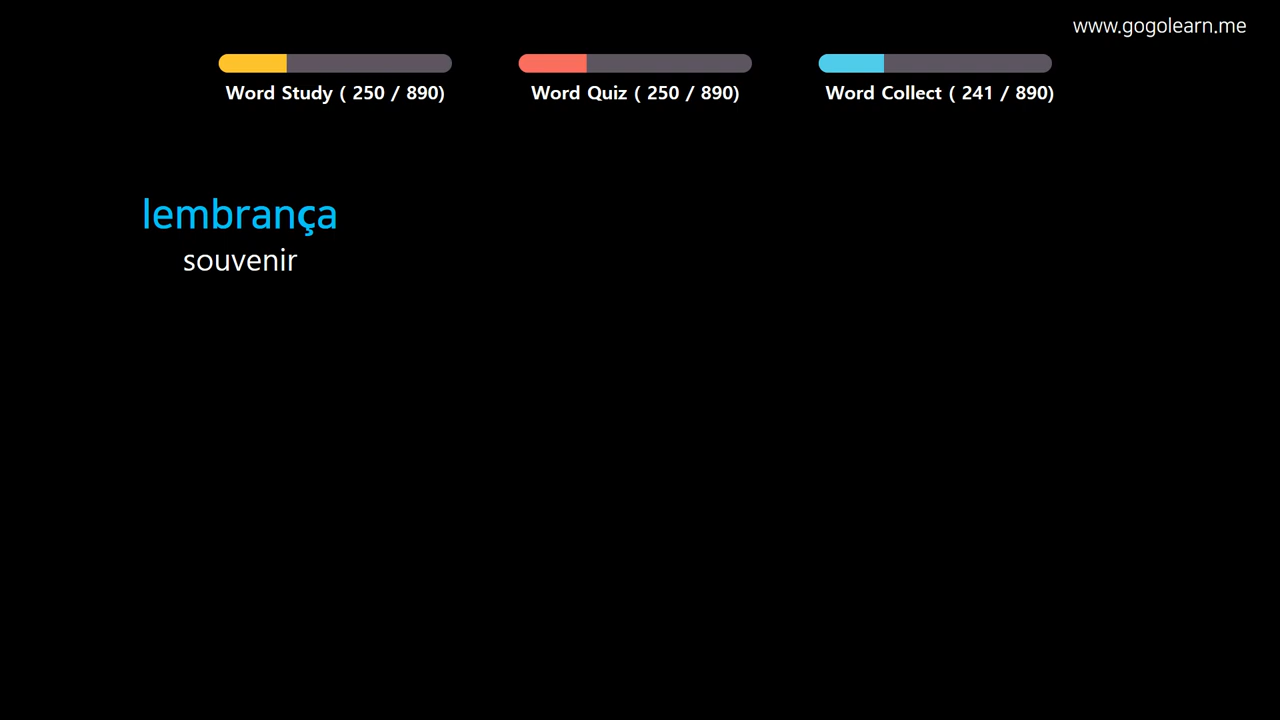 www.gogolearn.me
Word Study ( 250 / 890)
Word Quiz ( 250 / 890)
Word Collect ( 241 / 890)
lembrança
souvenir